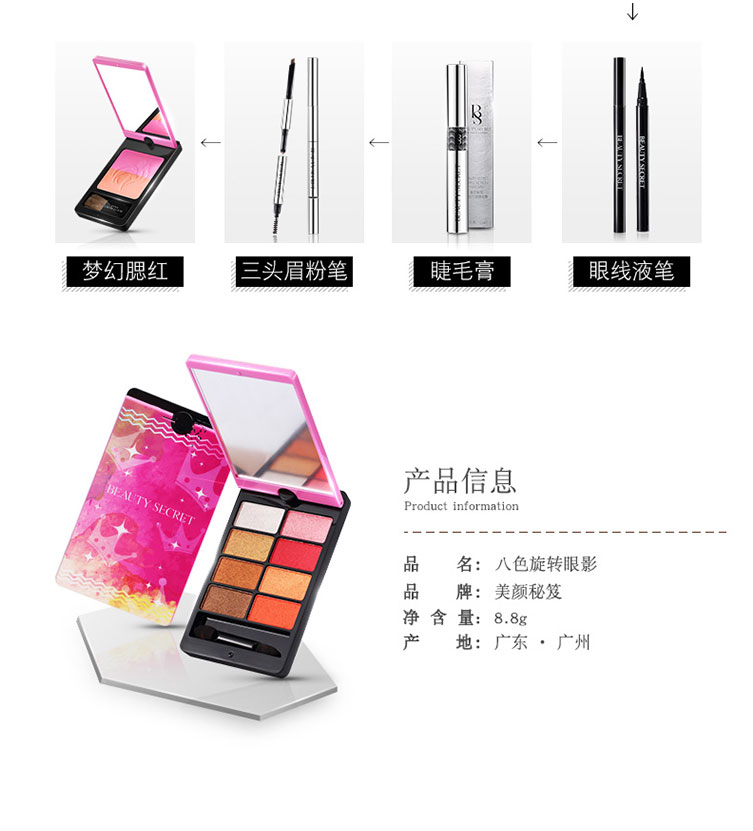 梦幻腮红
三头眉粉笔
睫毛膏
眼线液笔
BEAUTY SECRET
BEAUTY SECRET
BEAUTY SECRET
产品信息
Product information
品 名: 八色旋转眼影
品 牌: 美颜秘笈
净 含 量: 8.8g
产 地: 广东 · 广州